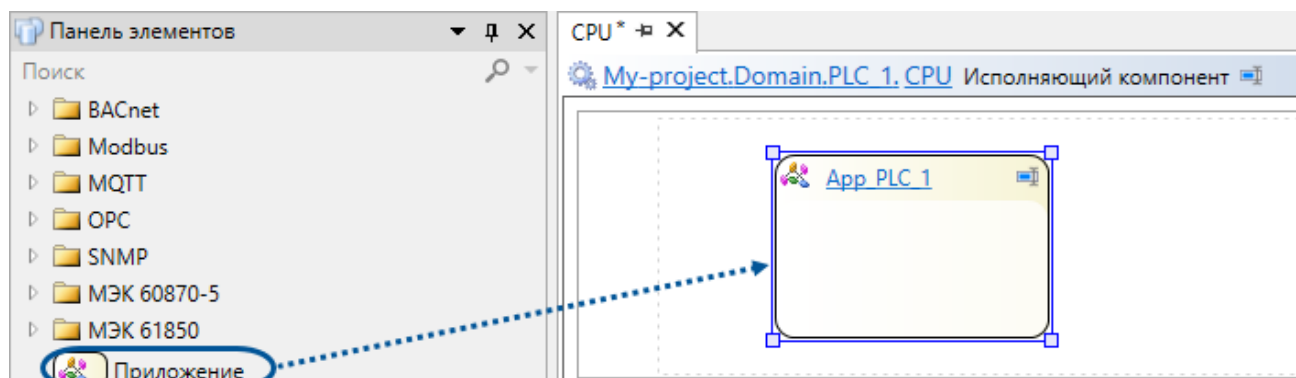 Панель элементов
Поиск
BACnet
Modbus
MQTT
OPC
SNMP
МЭК 60870-5
МЭК 61850
Приложение
CPU*
My-project.Domain.PLC_1. CPU Исполняющий компонент
App_PLC_1